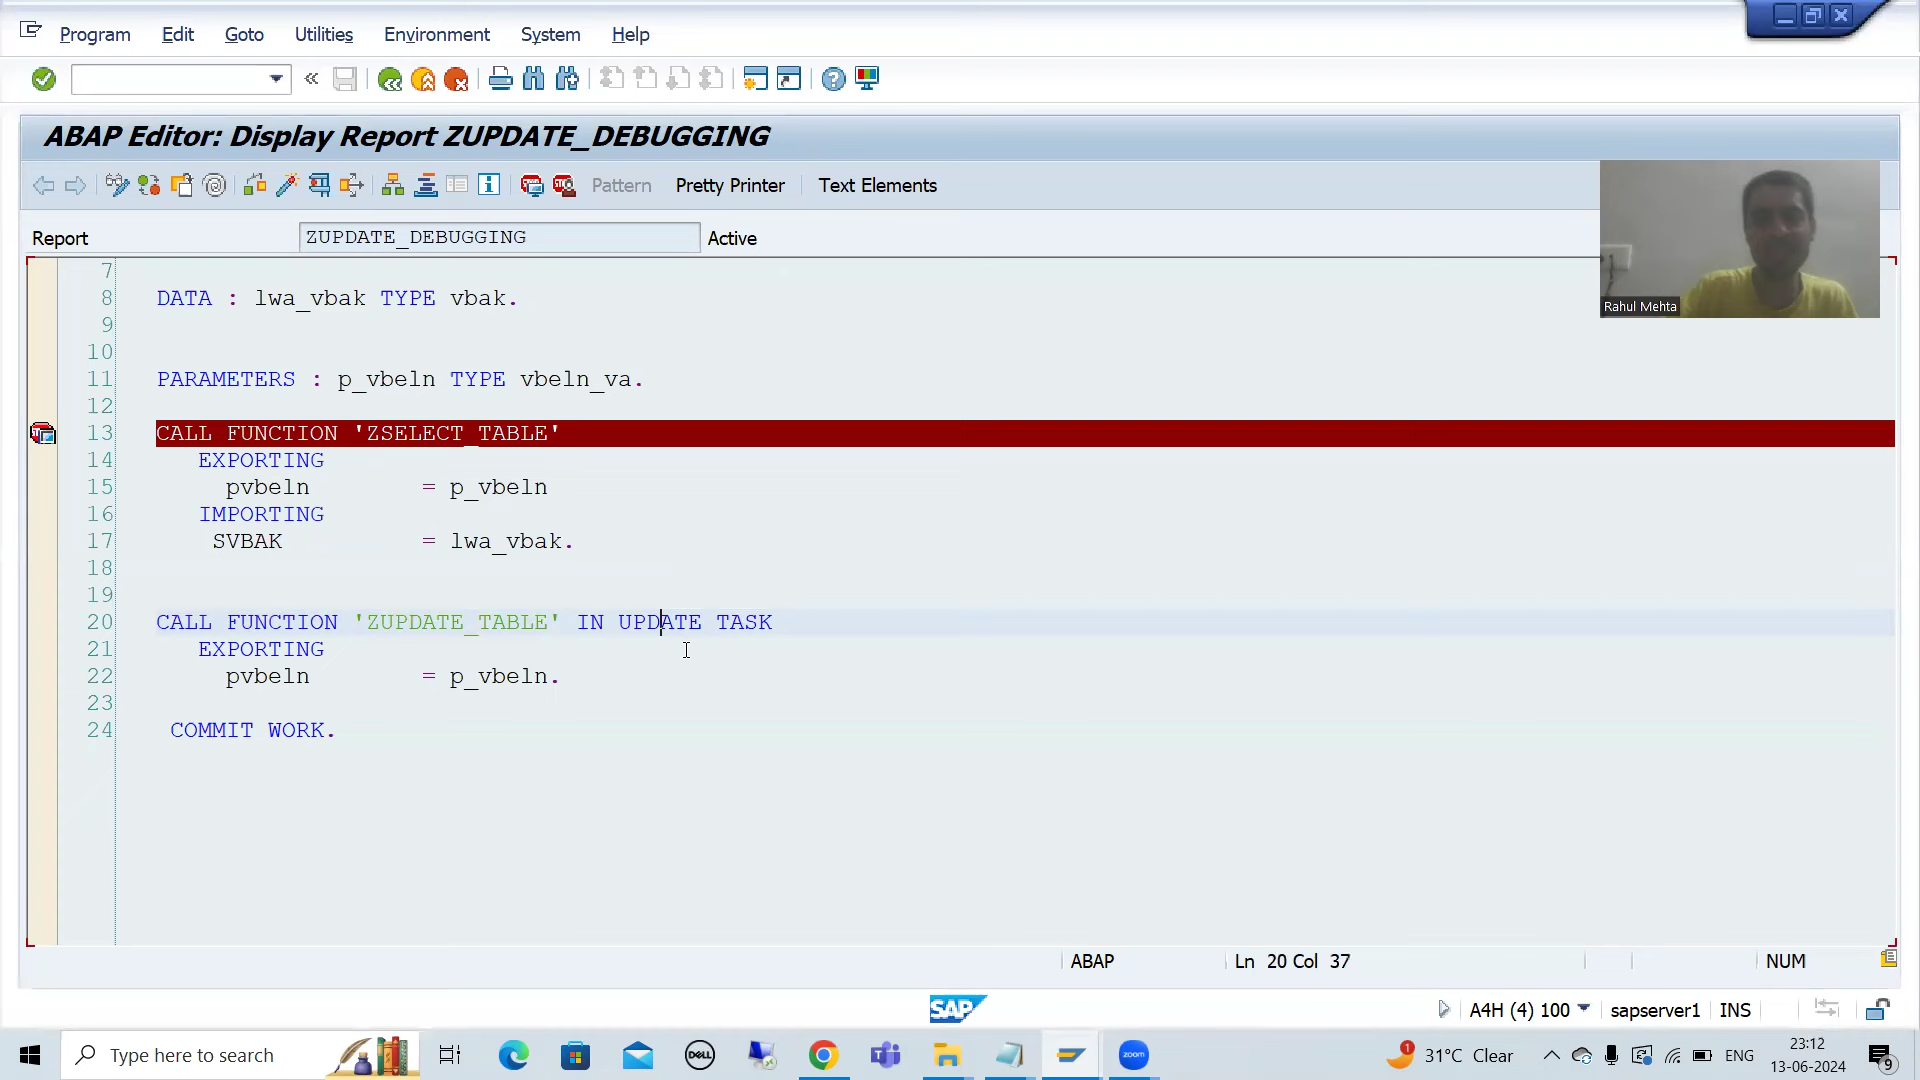 Program Edit Goto Utilities Environment System Help
ABAP Editor: Display Report ZUPDATE_DEBUGGING
Pattern Pretty Printer Text Elements
Report ZUPDATE_DEBUGGING Active
Rahul Mehta
7
8 DATA : lwa_vbak TYPE vbak.
9
10
11 PARAMETERS : p_vbeln TYPE vbeln_va.
12
13 CALL FUNCTION 'ZSELECT_TABLE'
14 EXPORTING
15 pvbeln = p_vbeln
16 IMPORTING
17 SVBAK = lwa_vbak.
18
19
20 CALL FUNCTION 'ZUPDATE_TABLE' IN UPDATE TASK
21 EXPORTING
22 pvbeln = p_vbeln.
23
24 COMMIT WORK.
ABAP Ln 20 Col 37 NUM
SAP A4H (4) 100 sapserver1 INS
Type here to search DELL zoom 1 31°C Clear ENG 23:12
13-06-2024 9